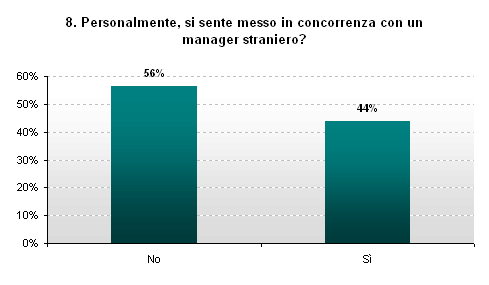 8. Personalmente, si sente messo in concorrenza con un
manager straniero?
60%
50%
40%
30%
20%
10%
0%
56%
44%
No
Sì